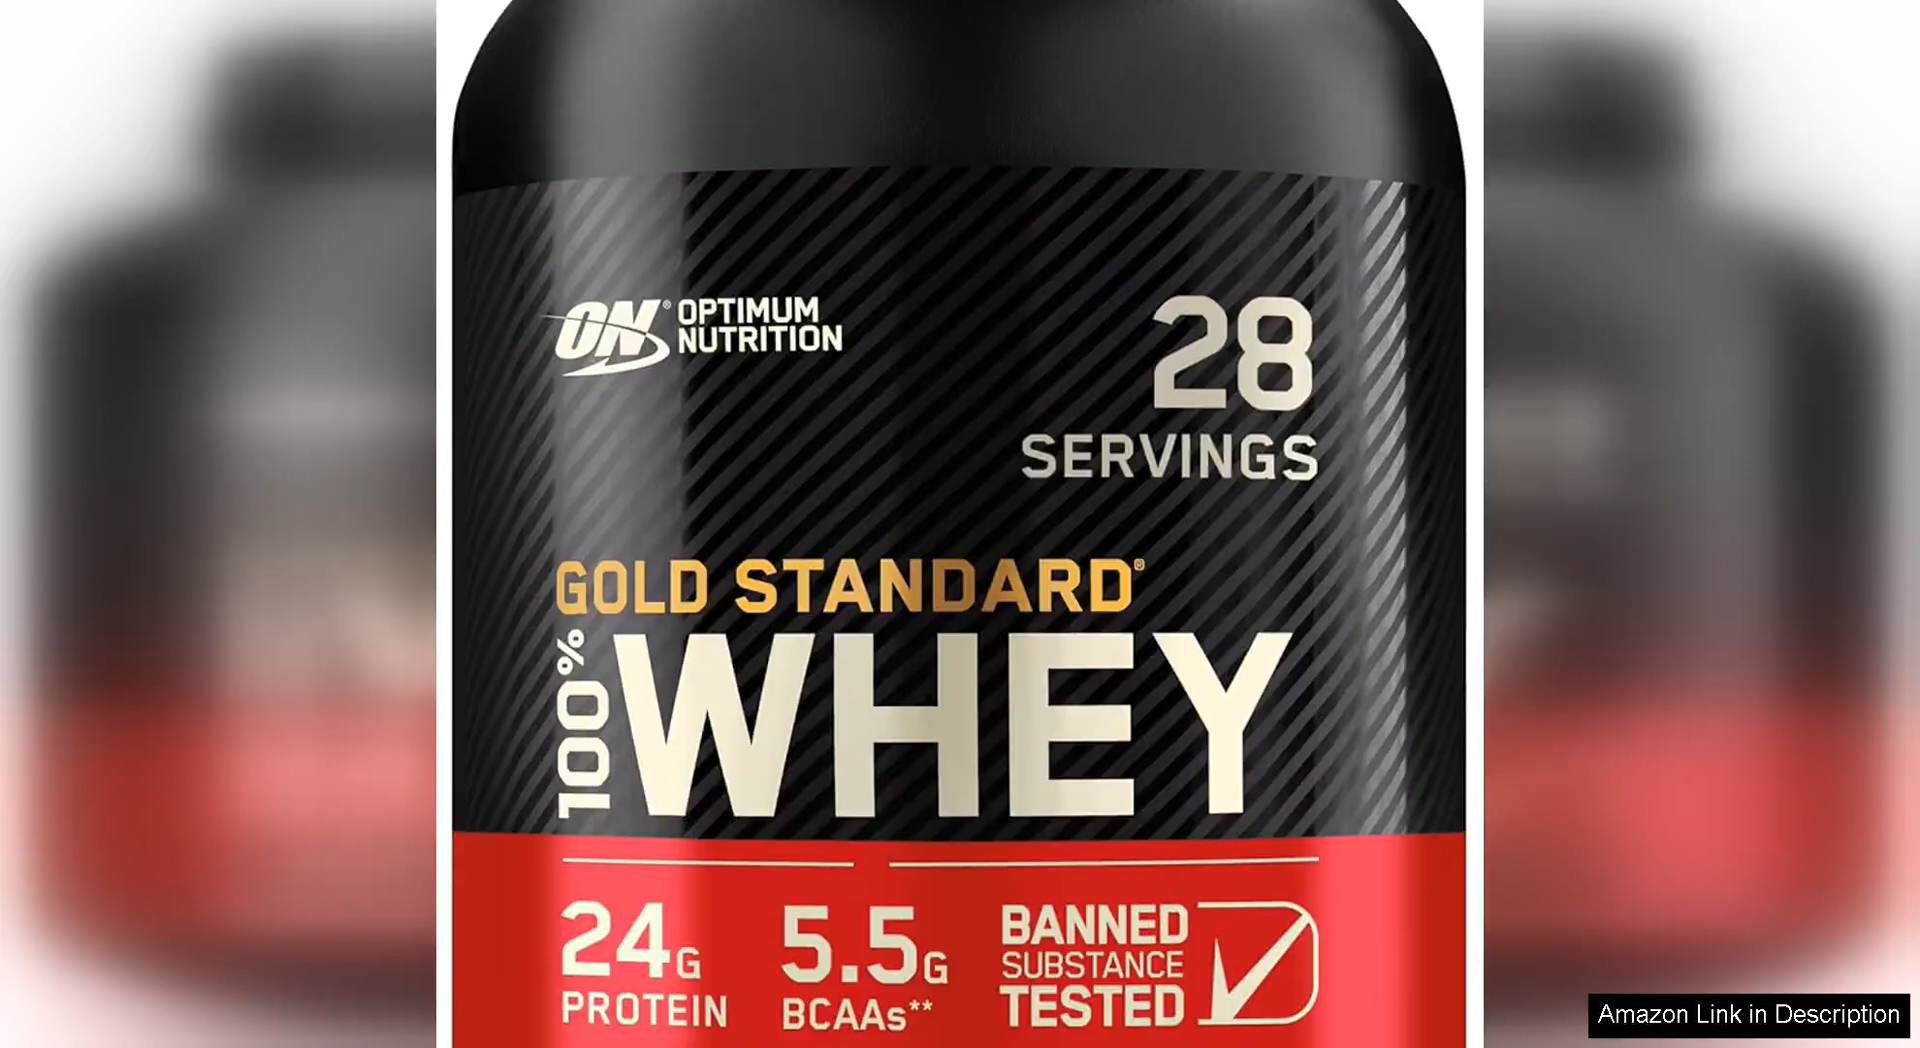 ON® OPTIMUM
NUTRITION
28
SERVINGS
GOLD STANDARD®
100% WHEY
24G
PROTEIN
5.5G
BCAAs**
BANNED
SUBSTANCE
TESTED
Amazon Link in Description